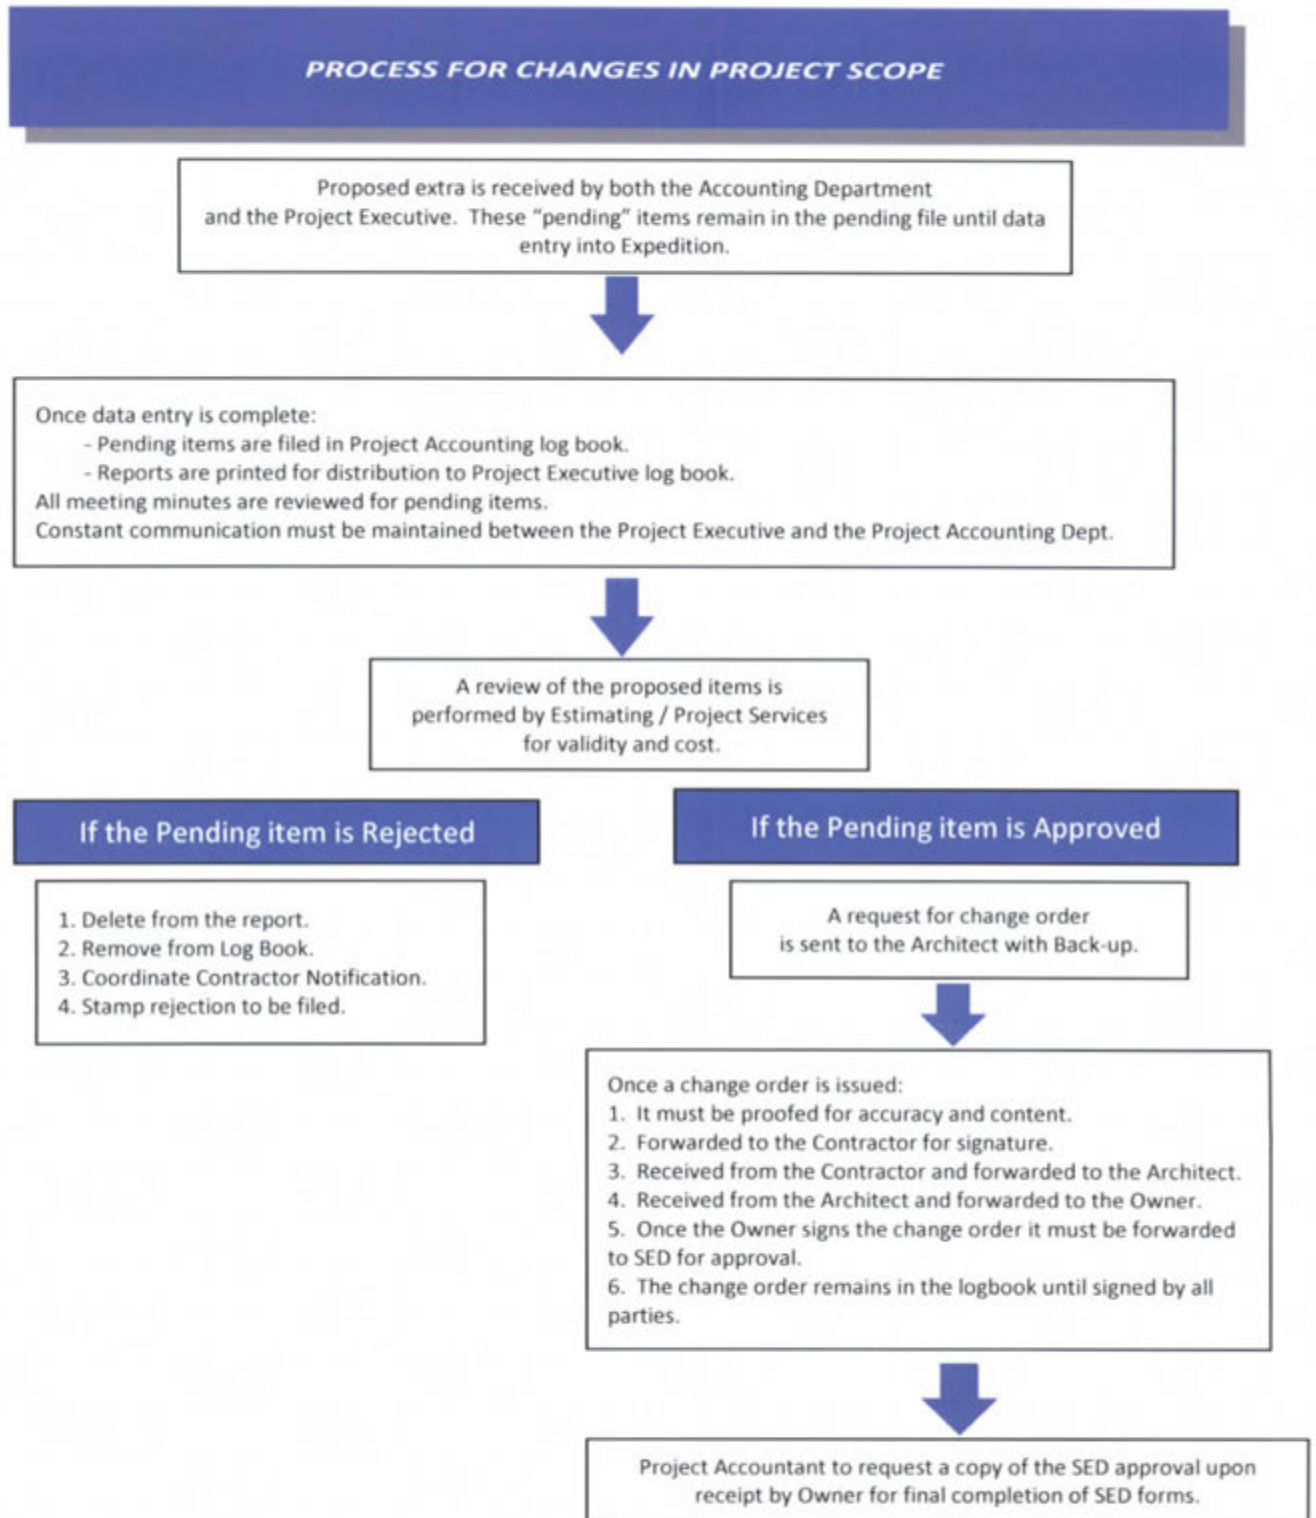 PROCESS FOR CHANGES IN PROJECT SCOPE
Proposed extra is received by both the Accounting Department
and the Project Executive. These “pending” items remain in the pending file until data
entry into Expedition.
Once data entry is complete:
- Pending items are filed in Project Accounting log book.
- Reports are printed for distribution to Project Executive log book.
All meeting minutes are reviewed for pending items.
Constant communication must be maintained between the Project Executive and the Project Accounting Dept.
A review of the proposed items is
performed by Estimating / Project Services
for validity and cost.
If the Pending item is Rejected
1. Delete from the report.
2. Remove from Log Book.
3. Coordinate Contractor Notification.
4. Stamp rejection to be filed.
If the Pending item is Approved
A request for change order
is sent to the Architect with Back-up.
Once a change order is issued:
1. It must be proofed for accuracy and content.
2. Forwarded to the Contractor for signature.
3. Received from the Contractor and forwarded to the Architect.
4. Received from the Architect and forwarded to the Owner.
5. Once the Owner signs the change order it must be forwarded
to SED for approval.
6. The change order remains in the logbook until signed by all
parties.
Project Accountant to request a copy of the SED approval upon
receipt by Owner for final completion of SED forms.